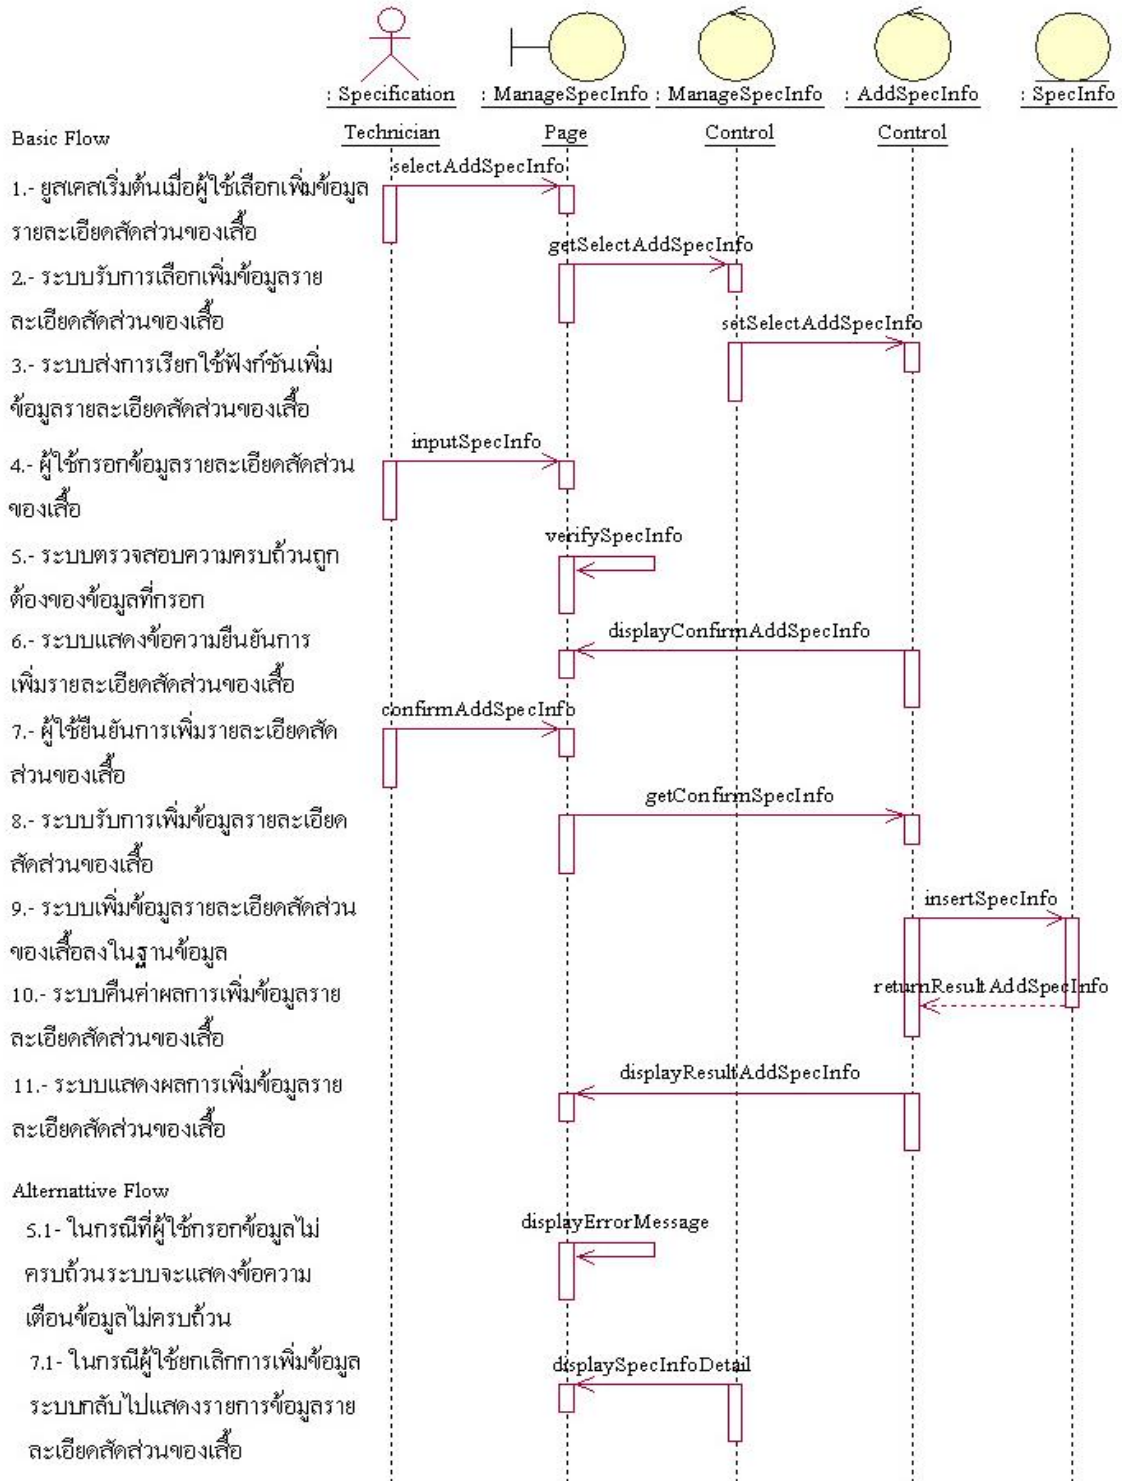 : Specification
Technician
: ManageSpecInfo
Page
: ManageSpecInfo
Control
: AddSpecInfo
Control
: SpecInfo
Basic Flow
selectAddSpecInfo
1.- ยูสเคสเริ่มต้นเมื่อผู้ใช้เลือกเพิ่มข้อมูล
รายละเอียดสัดส่วนของเสื้อ
getSelectAddSpecInfo
2.- ระบบรับการเลือกเพิ่มข้อมูลราย
ละเอียดสัดส่วนของเสื้อ
setSelectAddSpecInfo
3.- ระบบส่งการเรียกใช้ฟังก์ชันเพิ่ม
ข้อมูลรายละเอียดสัดส่วนของเสื้อ
inputSpecInfo
4.- ผู้ใช้กรอกข้อมูลรายละเอียดสัดส่วน
ของเสื้อ
verifySpecInfo
5.- ระบบตรวจสอบความครบถ้วนถูก
ต้องของข้อมูลที่กรอก
displayConfirmAddSpecInfo
6.- ระบบแสดงข้อความยืนยันการ
เพิ่มรายละเอียดสัดส่วนของเสื้อ
confirmAddSpecInfo
7.- ผู้ใช้ยืนยันการเพิ่มรายละเอียดสัด
ส่วนของเสื้อ
getConfirmSpecInfo
8.- ระบบรับการเพิ่มข้อมูลรายละเอียด
สัดส่วนของเสื้อ
insertSpecInfo
9.- ระบบเพิ่มข้อมูลรายละเอียดสัดส่วน
ของเสื้อลงในฐานข้อมูล
returnResultAddSpecInfo
10.- ระบบคืนค่าผลการเพิ่มข้อมูลราย
ละเอียดสัดส่วนของเสื้อ
displayResultAddSpecInfo
11.- ระบบแสดงผลการเพิ่มข้อมูลราย
ละเอียดสัดส่วนของเสื้อ
Alternattive Flow
displayErrorMessage
5.1- ในกรณีที่ผู้ใช้กรอกข้อมูลไม่
ครบถ้วนระบบจะแสดงข้อความ
เตือนข้อมูลไม่ครบถ้วน
displaySpecInfoDetail
7.1- ในกรณีผู้ใช้ยกเลิกการเพิ่มข้อมูล
ระบบกลับไปแสดงรายการข้อมูลราย
ละเอียดสัดส่วนของเสื้อ